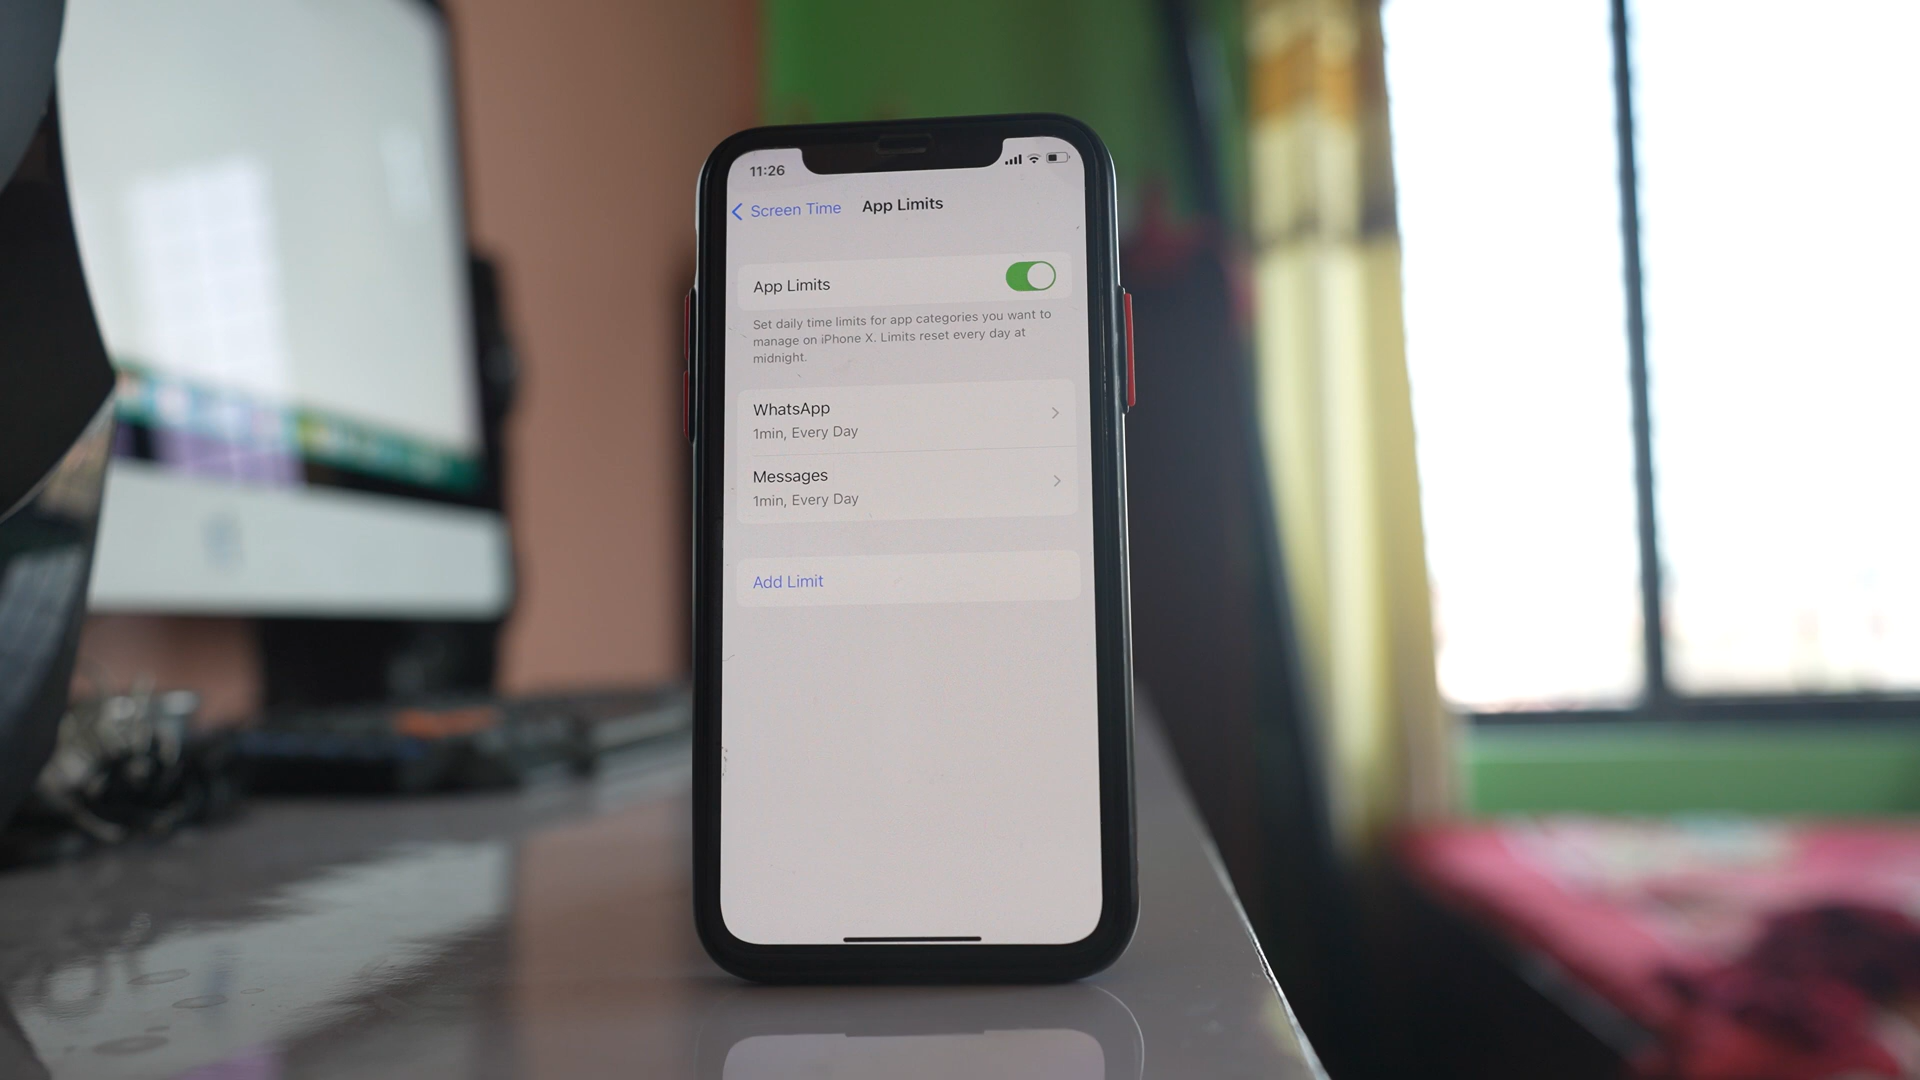 11:26
Screen Time
App Limits
App Limits
Set daily time limits for app categories you want to
manage on iPhone X. Limits reset every day at
midnight.
WhatsApp
1min, Every Day
Messages
1min, Every Day
Add Limit